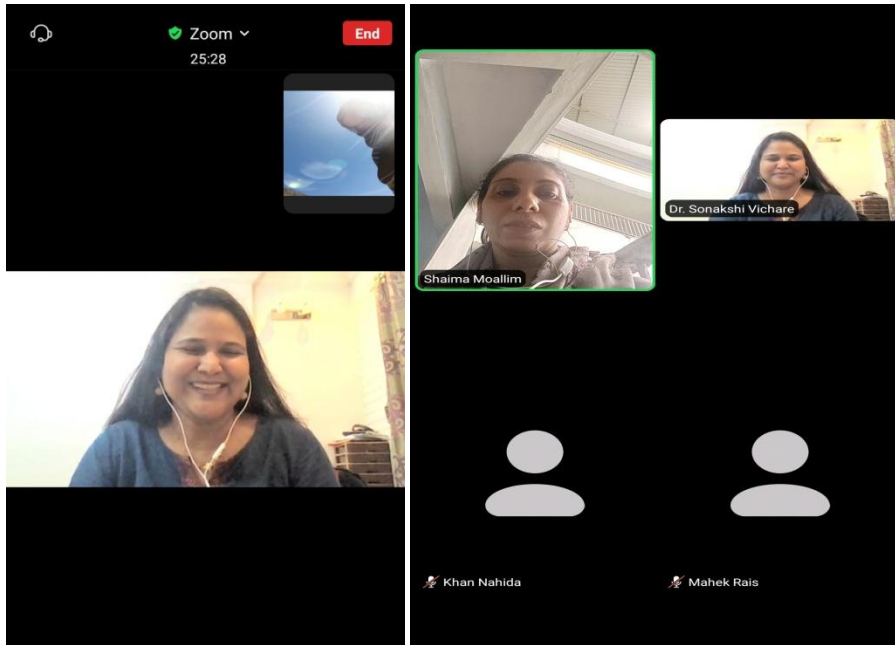 Zoom
End
25:28
Dr. Sonakshi Vichare
Shaima Moallim
Khan Nahida
Mahek Rais